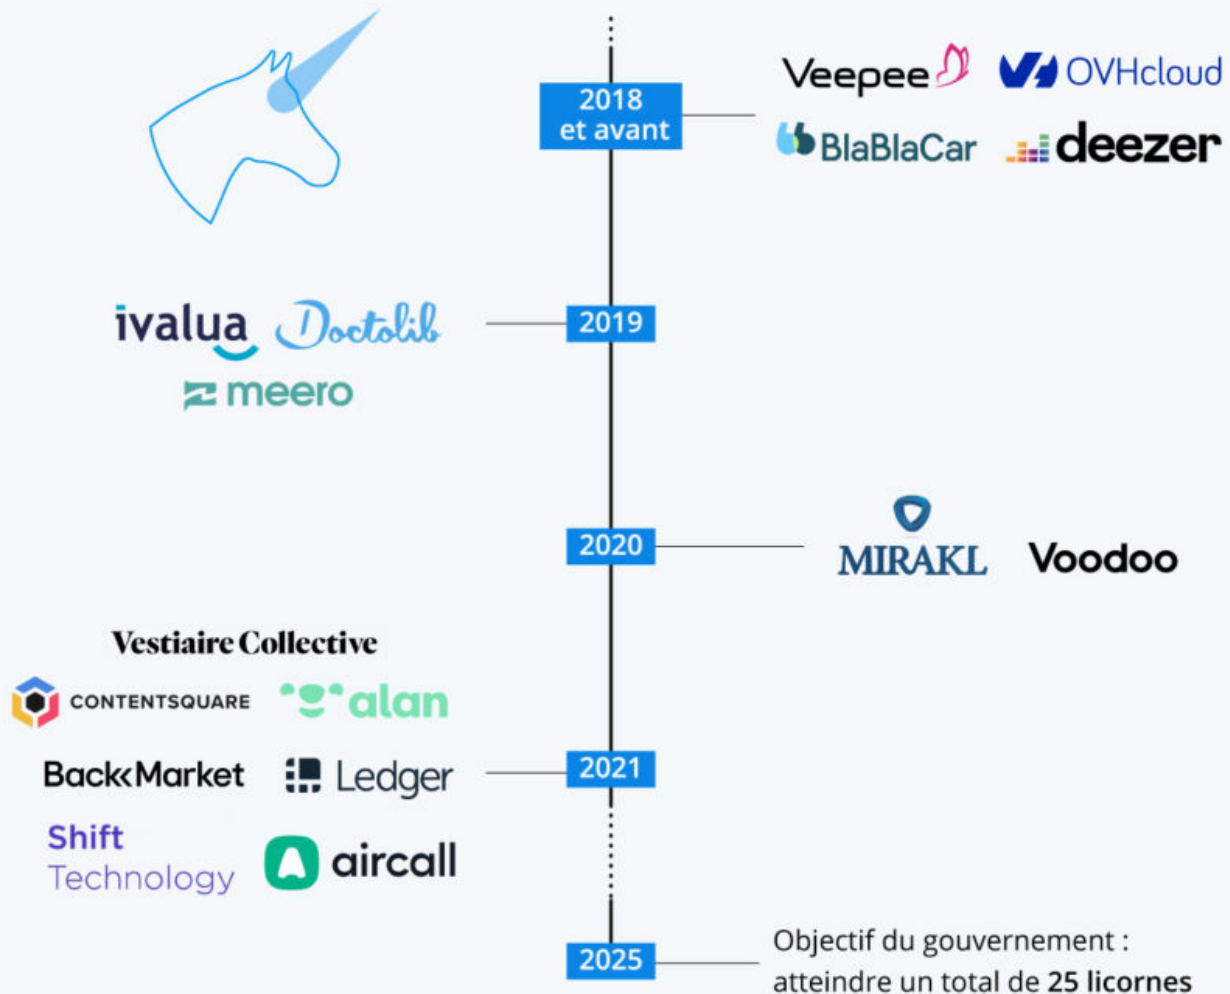 2018
et avant
Veepee OVHcloud
BlaBlaCar deezer
ivalua Doctolib
meero
2019
2020
MIRAKL Voodoo
Vestiaire Collective
CONTENTSQUARE alan
Back Market Ledger
2021
Shift
Technology
aircall
2025
Objectif du gouvernement :
atteindre un total de 25 licornes